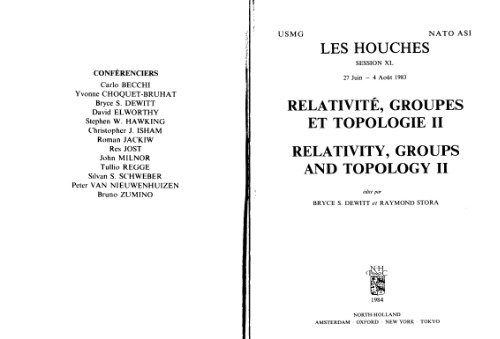 CONFÉRENCIERS
Carlo BECCHI
Yvonne CHOQUET-BRUHAT
Bryce S. DEWITT
David ELWORTHY
Stephen W. HAWKING
Christopher J. ISHAM
Roman JACKIW
Res JOST
John MILNOR
Tullio REGGE
Silvan S. SCHWEBER
Peter VAN NIEUWENHUIZEN
Bruno ZUMINO
USMG NATO ASI
LES HOUCHES
SESSION XL
27 Juin — 4 Août 1983
RELATIVITÉ, GROUPES
ET TOPOLOGIE II
RELATIVITY, GROUPS
AND TOPOLOGY II
édité par
BRYCE S. DEWITT et RAYMOND STORA
1984
NORTH-HOLLAND
AMSTERDAM · OXFORD · NEW YORK · TOKYO